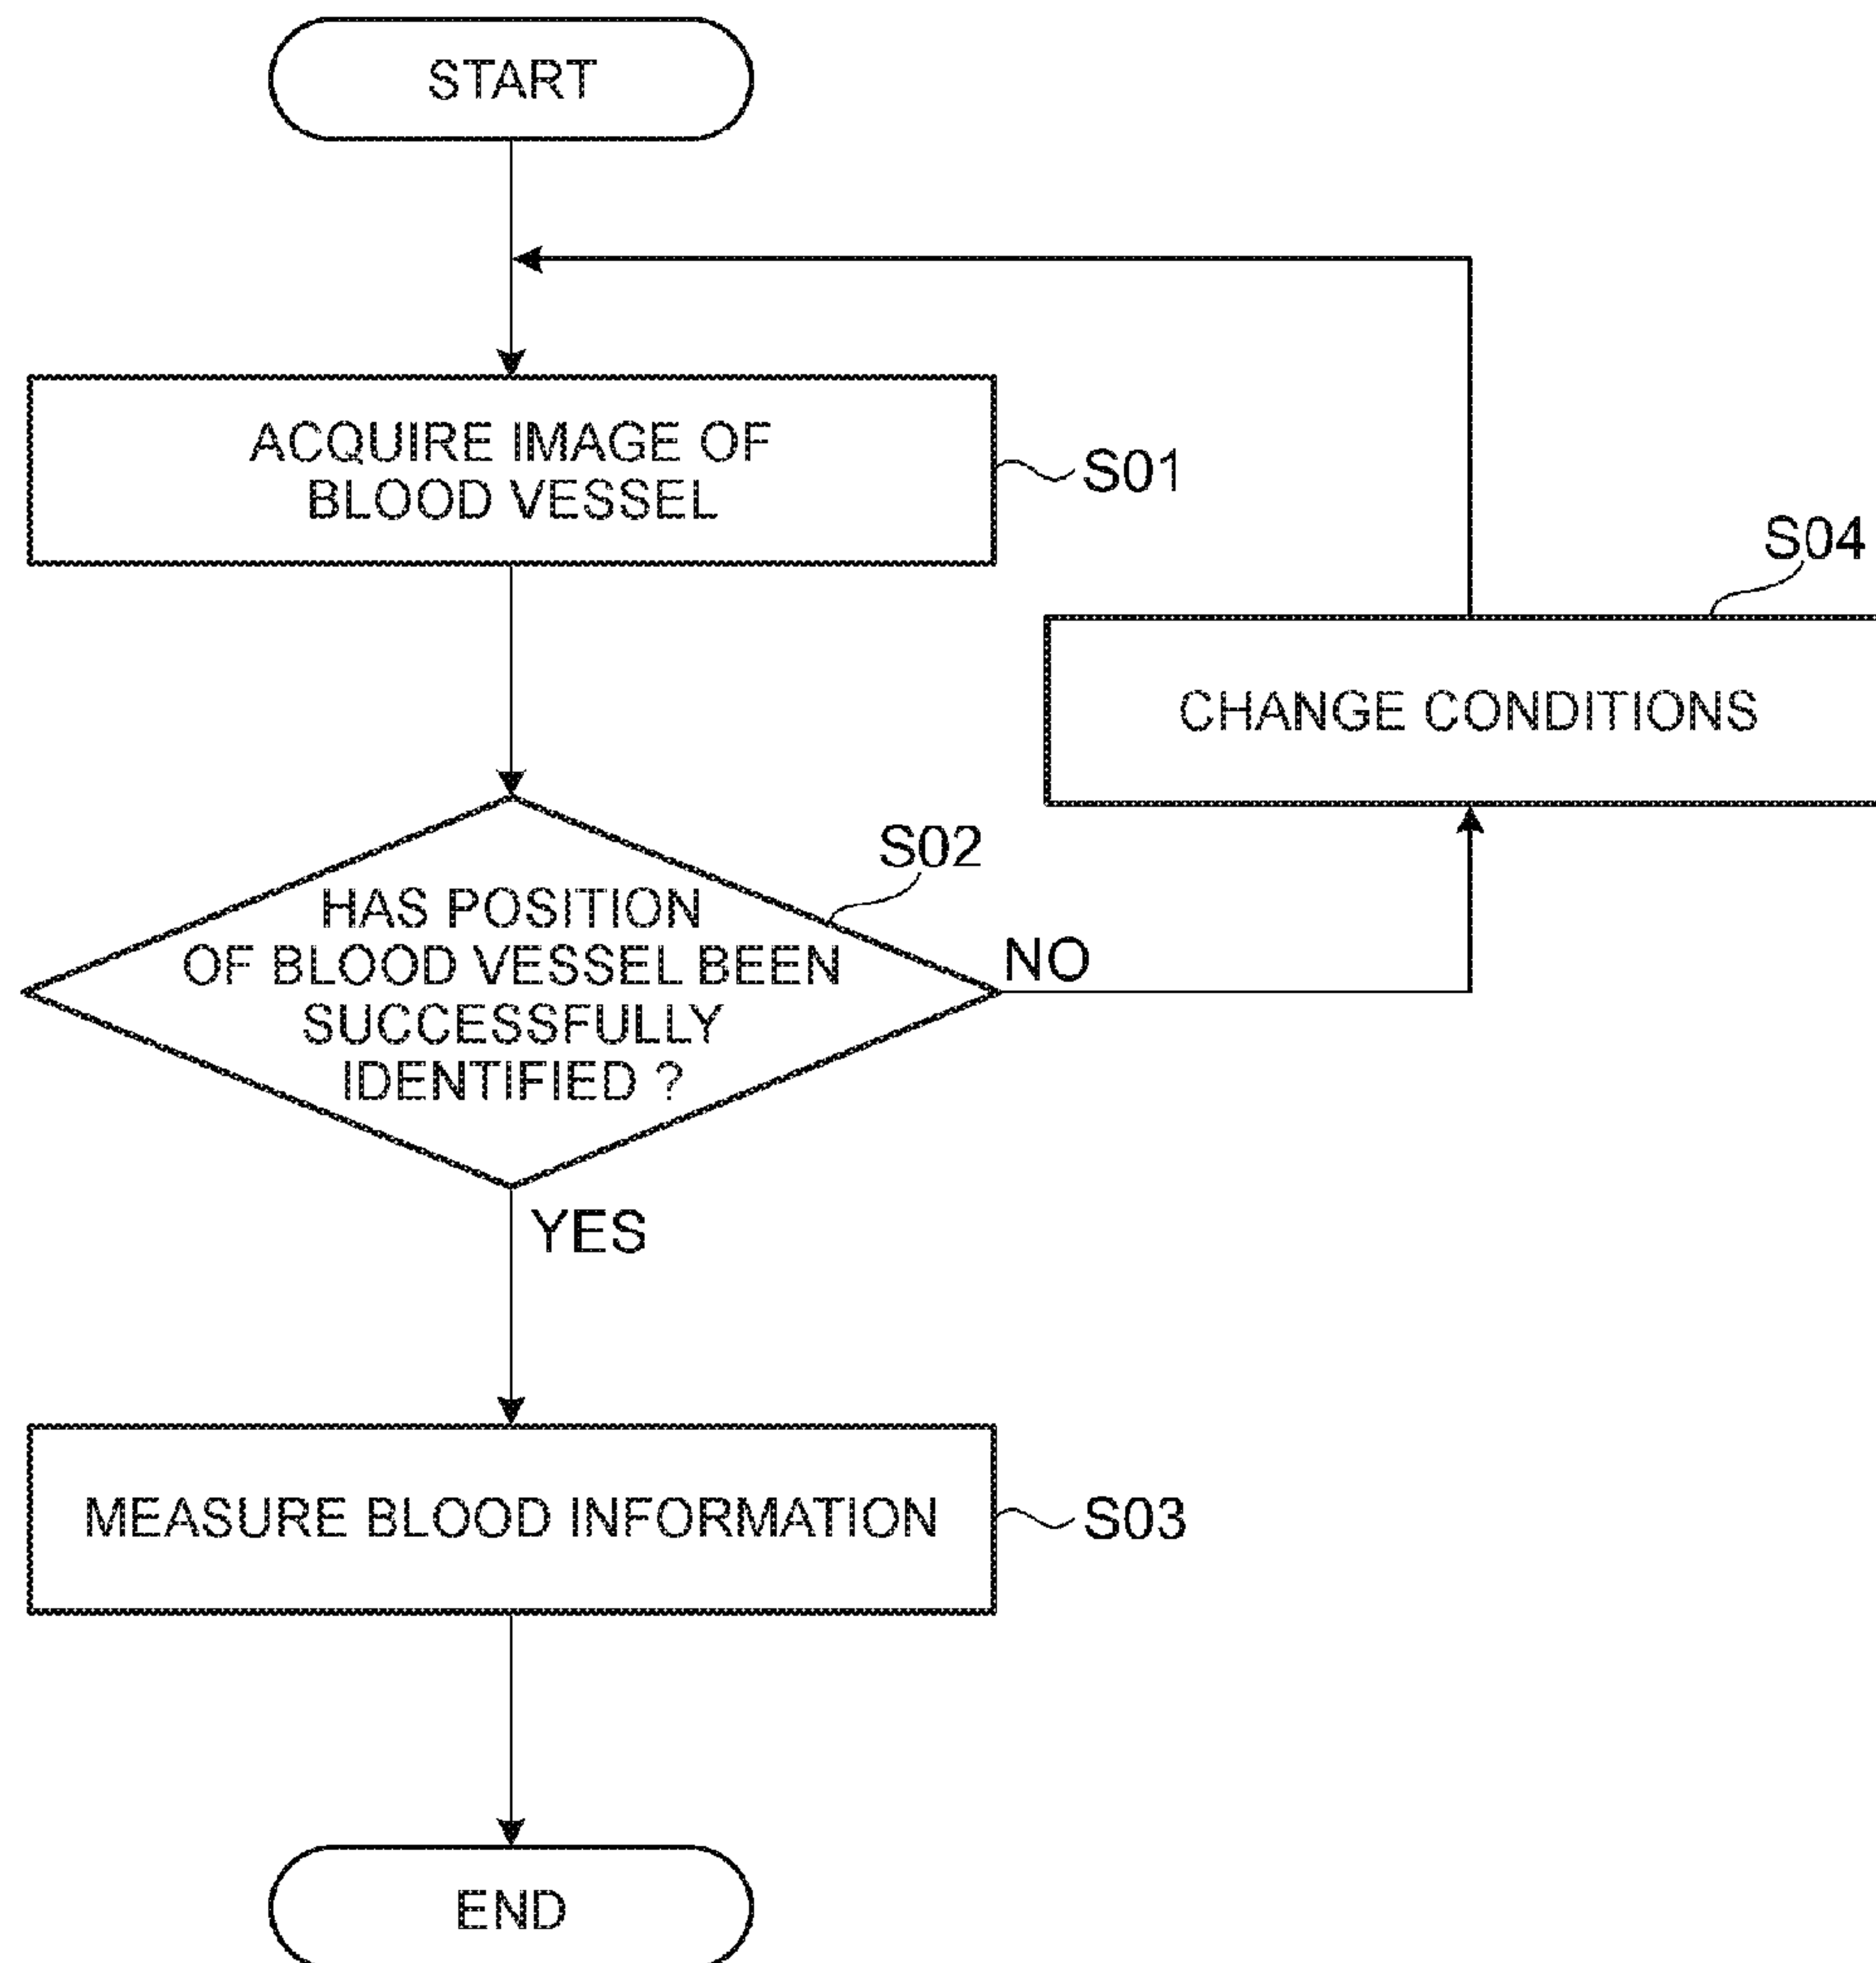 START
ACQUIRE IMAGE OF
BLOOD VESSEL
S01
S04
CHANGE CONDITIONS
S02
HAS POSITION
OF BLOOD VESSEL BEEN
SUCCESSFULLY
IDENTIFIED ?
NO
YES
MEASURE BLOOD INFORMATION
S03
END